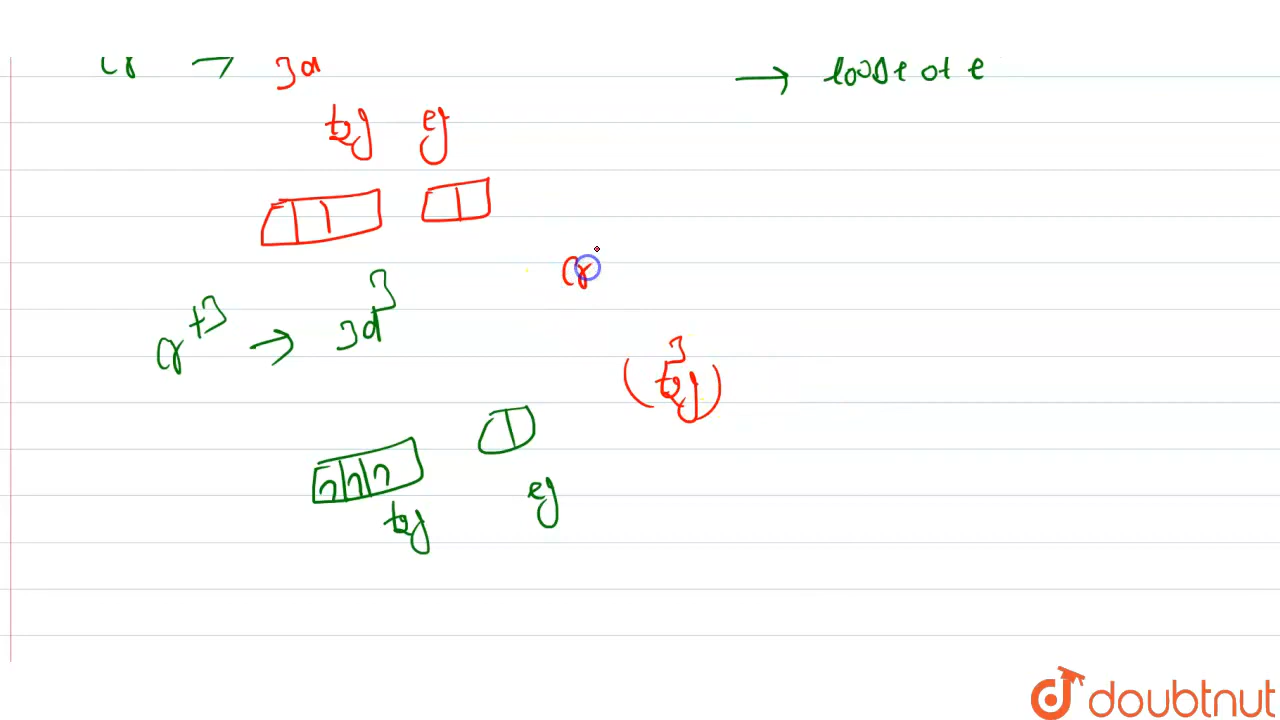 Cr → 3d
→ loose of e
t2g eg
Cr
Cr+3 → 3d3
(t2g3)
t2g eg
doubtnut